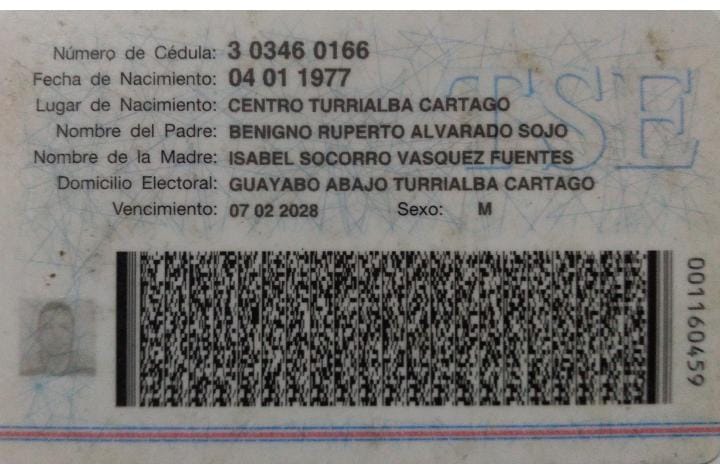 Número de Cédula: 3 0346 0166
Fecha de Nacimiento: 04 01 1977
Lugar de Nacimiento: CENTRO TURRIALBA CARTAGO
Nombre del Padre: BENIGNO RUPERTO ALVARADO SOJO
Nombre de la Madre: ISABEL SOCORRO VASQUEZ FUENTES
Domicilio Electoral: GUAYABO ABAJO TURRIALBA CARTAGO
Vencimiento: 07 02 2028 Sexo: M
TSE
001160459